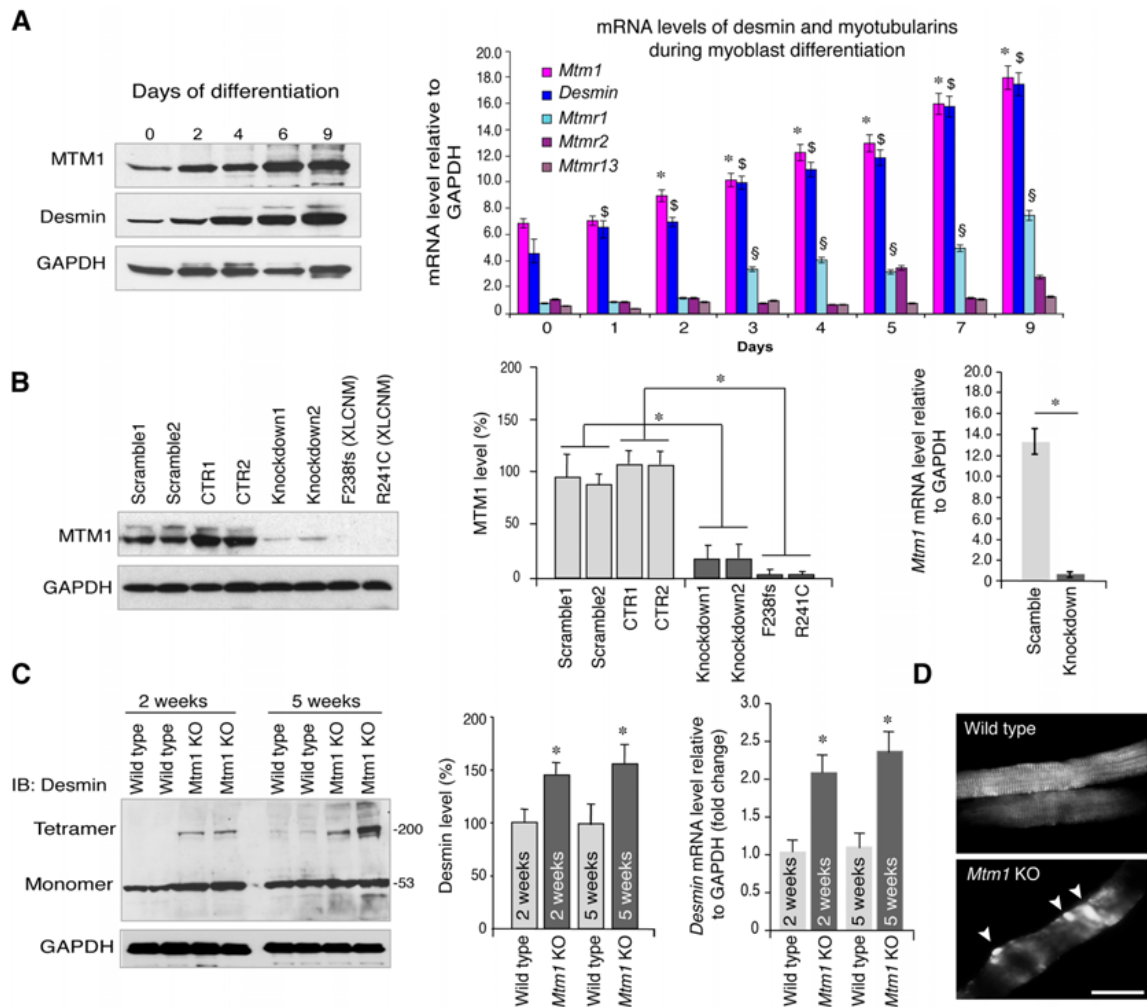 A
Days of differentiation
0 2 4 6 9
MTM1
Desmin
GAPDH
mRNA levels of desmin and myotubularins
during myoblast differentiation
mRNA level relative to
GAPDH
20.0
18.0
16.0
14.0
12.0
10.0
8.0
6.0
4.0
2.0
0.0
Mtm1
Desmin
Mtmr1
Mtmr2
Mtmr13
* $ § 
0 1 2 3 4 5 7 9
Days
B
Scramble1
Scramble2
CTR1
CTR2
Knockdown1
Knockdown2
F238fs (XLCNM)
R241C (XLCNM)
MTM1
GAPDH
MTM1 level (%)
200
150
100
50
0
*
*
Scramble1
Scramble2
CTR1
CTR2
Knockdown1
Knockdown2
F238fs
R241C
Mtm1 mRNA level relative
to GAPDH
20.0
18.0
16.0
14.0
12.0
10.0
8.0
6.0
4.0
2.0
0
*
Scamble
Knockdown
C
2 weeks 5 weeks
Wild type
Wild type
Mtm1 KO
Mtm1 KO
Wild type
Wild type
Mtm1 KO
Mtm1 KO
IB: Desmin
Tetramer -200
Monomer -53
GAPDH
Desmin level (%)
200
150
100
50
0
* *
2 weeks
2 weeks
5 weeks
5 weeks
Wild type
Mtm1 KO
Wild type
Mtm1 KO
Desmin mRNA level relative
to GAPDH (fold change)
3.0
2.5
2.0
1.5
1.0
0.5
0
* *
2 weeks
2 weeks
5 weeks
5 weeks
Wild type
Mtm1 KO
Wild type
Mtm1 KO
D
Wild type
Mtm1 KO